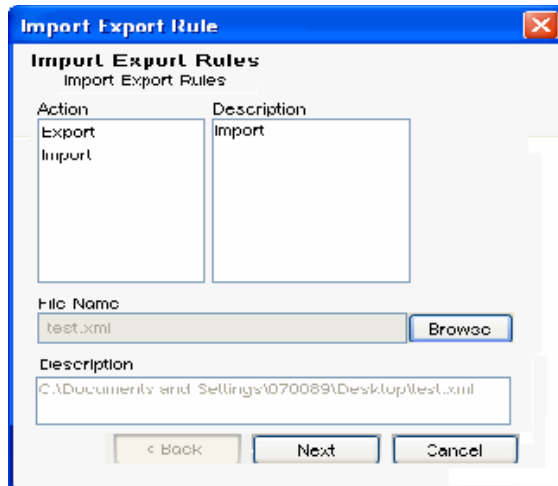 Import Export Rule
Import Export Rules
Import Export Rules
Action
Description
Export
Import
Import
File Name
test.xml
Browse
Description
C:\Documents and Settings\070089\Desktop\test.xml
< Back
Next
Cancel